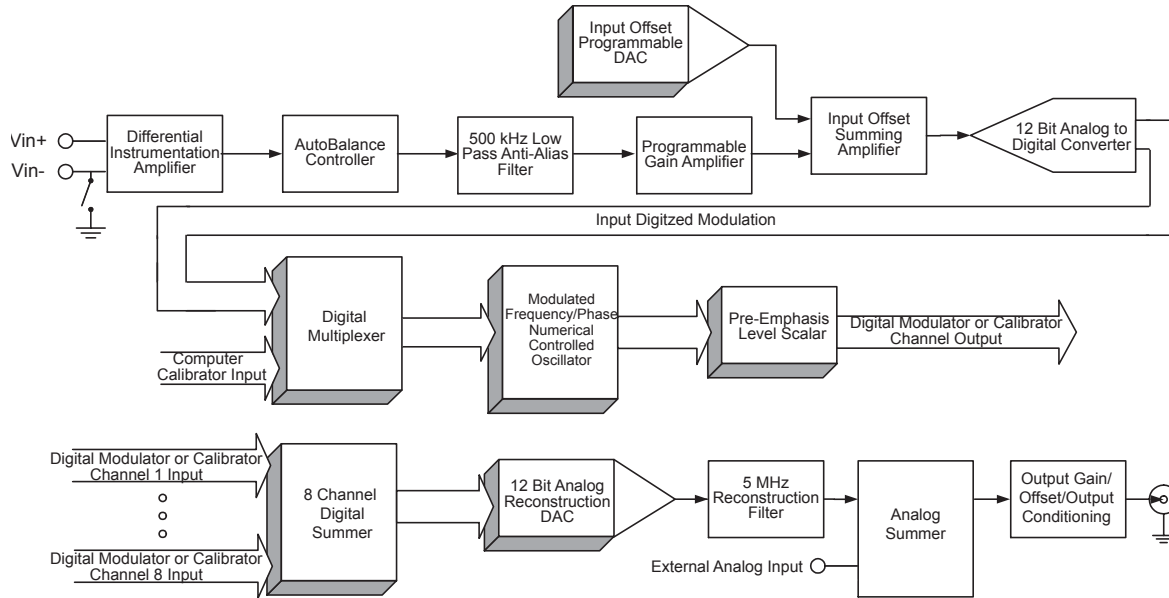 Input Offset
Programmable
DAC
Vin+
Vin-
Differential
Instrumentation
Amplifier
AutoBalance
Controller
500 kHz Low
Pass Anti-Alias
Filter
Programmable
Gain Amplifier
Input Offset
Summing
Amplifier
12 Bit Analog to
Digital Converter
Input Digitzed Modulation
Computer
Calibrator Input
Digital
Multiplexer
Modulated
Frequency/Phase
Numerical
Controlled
Oscillator
Pre-Emphasis
Level Scalar
Digital Modulator or Calibrator
Channel Output
Digital Modulator or Calibrator
Channel 1 Input
Digital Modulator or Calibrator
Channel 8 Input
8 Channel
Digital
Summer
12 Bit Analog
Reconstruction
DAC
5 MHz
Reconstruction
Filter
External Analog Input
Analog
Summer
Output Gain/
Offset/Output
Conditioning